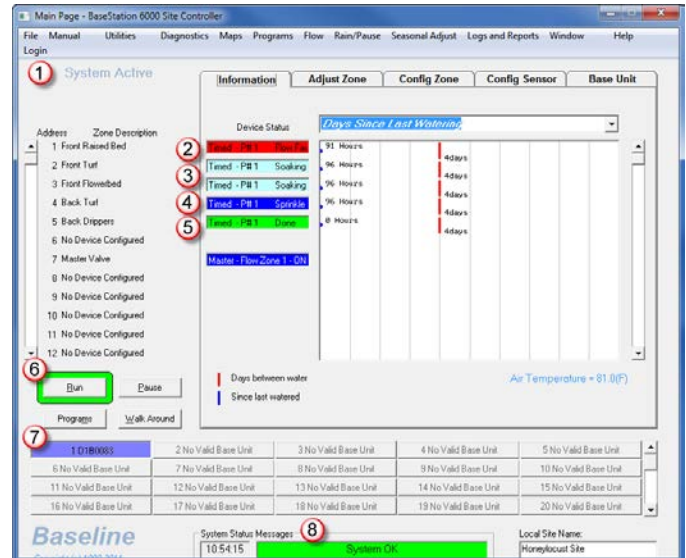 Main Page - BaseStation 6000 Site Controller
File Manual Utilities Diagnostics Maps Programs Flow Rain/Pause Seasonal Adjust Logs and Reports Window Help
Login
1 System Active
Information Adjust Zone Config Zone Config Sensor Base Unit
Device Status Days Since Last Watering
Address Zone Description
1 Front Raised Bed 2 Timed - P# 1 Flow Fau 91 Hours
4days
2 Front Turf 3 Timed - P# 1 Soaking 96 Hours
4days
3 Front Flowerbed Timed - P# 1 Soaking 96 Hours
4days
4 Back Turf 4 Timed - P# 1 Sprinkle 96 Hours
4days
5 Back Drippers 5 Timed - P# 1 Done 0 Hours
4days
6 No Device Configured
7 Master Valve Master - Flow Zone 1 - ON
8 No Device Configured
9 No Device Configured
10 No Device Configured
11 No Device Configured
12 No Device Configured
6 Run Pause
Days between water
Since last watered
Air Temperature = 81.0(F)
Programs Walk Around
7
1 D1B0083 2 No Valid Base Unit 3 No Valid Base Unit 4 No Valid Base Unit 5 No Valid Base Unit
6 No Valid Base Unit 7 No Valid Base Unit 8 No Valid Base Unit 9 No Valid Base Unit 10 No Valid Base Unit
11 No Valid Base Unit 12 No Valid Base Unit 13 No Valid Base Unit 14 No Valid Base Unit 15 No Valid Base Unit
16 No Valid Base Unit 17 No Valid Base Unit 18 No Valid Base Unit 19 No Valid Base Unit 20 No Valid Base Unit
Baseline System Status Messages 8 Local Site Name:
10:54:15 System OK Honeylocust Site